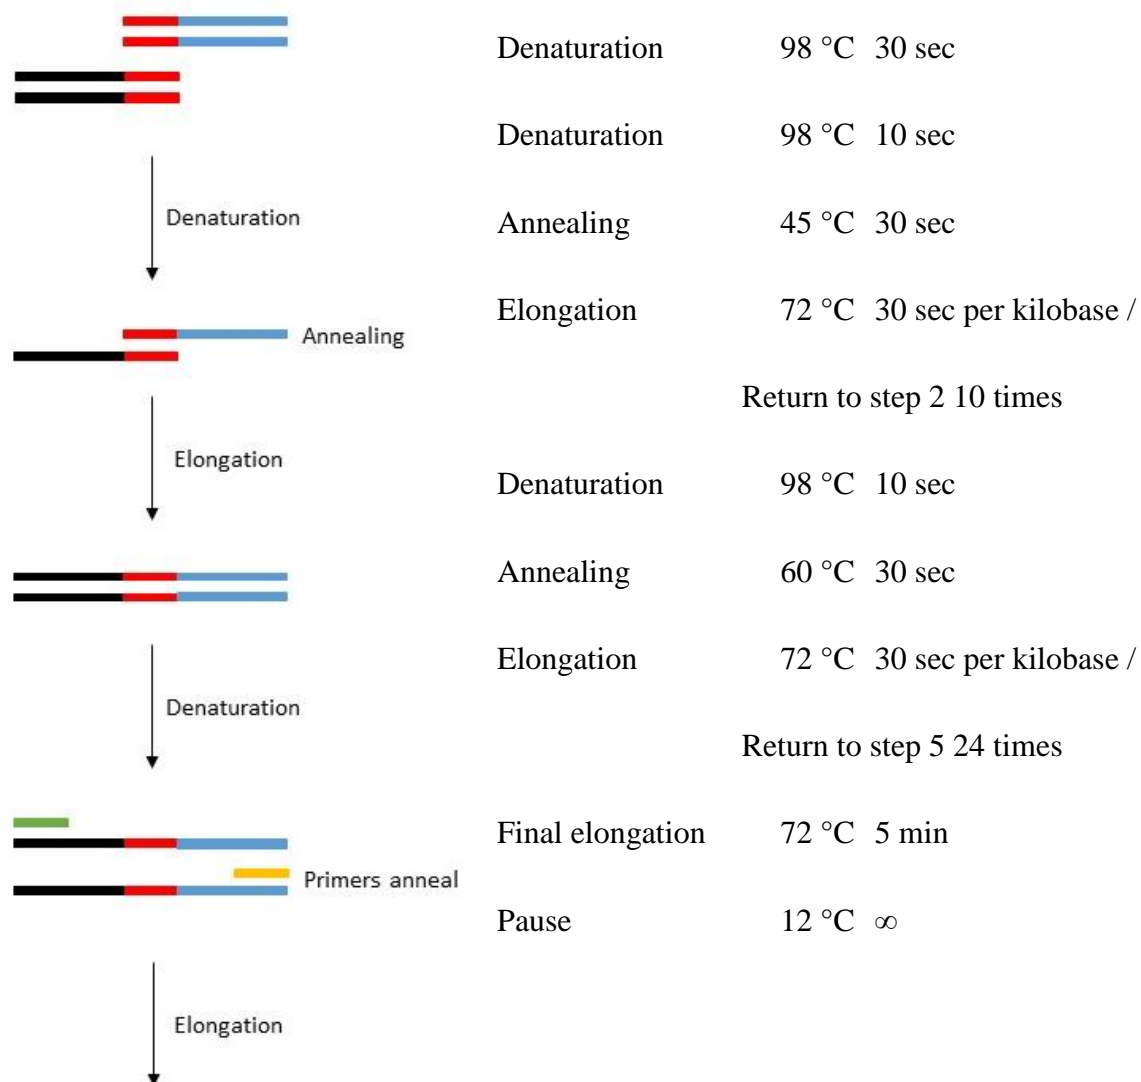 Denaturation 98 °C 30 sec
Denaturation 98 °C 10 sec
Denaturation
Annealing 45 °C 30 sec
Elongation 72 °C 30 sec per kilobase /
Annealing
Return to step 2 10 times
Elongation
Denaturation 98 °C 10 sec
Annealing 60 °C 30 sec
Elongation 72 °C 30 sec per kilobase /
Denaturation
Return to step 5 24 times
Final elongation 72 °C 5 min
Primers anneal
Pause 12 °C ∞
Elongation